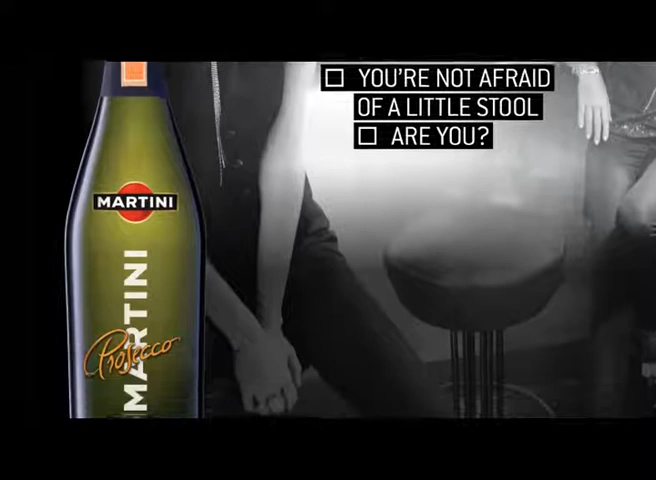 YOU'RE NOT AFRAID
OF A LITTLE STOOL
ARE YOU?
MARTINI
MARTINI
Prosecco